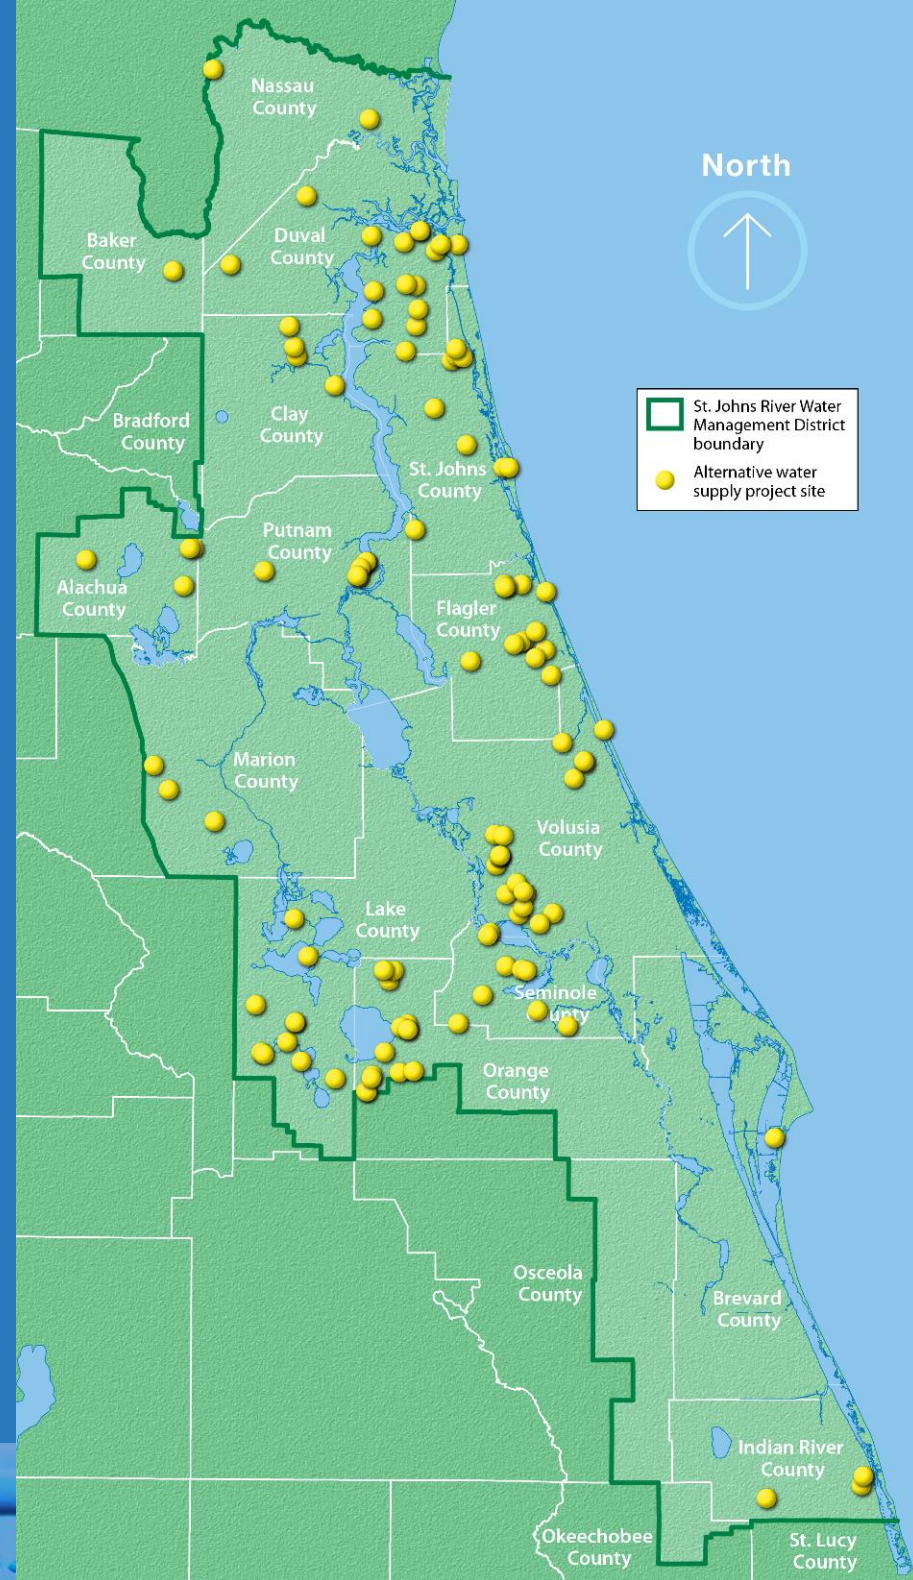 Nassau
County
North
Baker
County
Duval
County
St. Johns River Water
Management District
boundary
Alternative water
supply project site
Bradford
County
Clay
County
St. Johns
County
Putnam
County
Alachua
County
Flagler
County
Marion
County
Volusia
County
Lake
County
Seminole
unty
Orange
County
Osceola
County
Brevard
County
Indian River
County
Okeechobee
County
St. Lucy
County